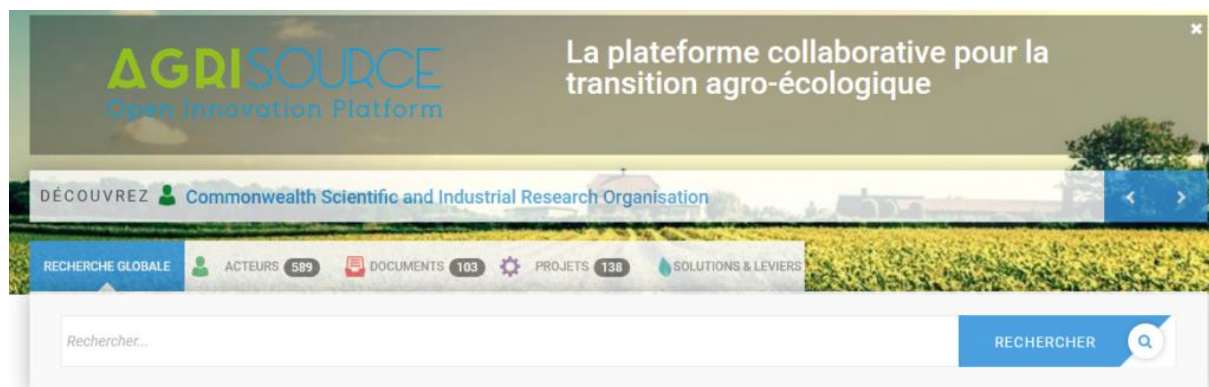 AGRISOURCE
Open Innovation Platform
La plateforme collaborative pour la
transition agro-écologique
DÉCOUVREZ Commonwealth Scientific and Industrial Research Organisation
RECHERCHE GLOBALE ACTEURS 589 DOCUMENTS 103 PROJETS 138 SOLUTIONS & LEVIERS
Rechercher... RECHERCHER